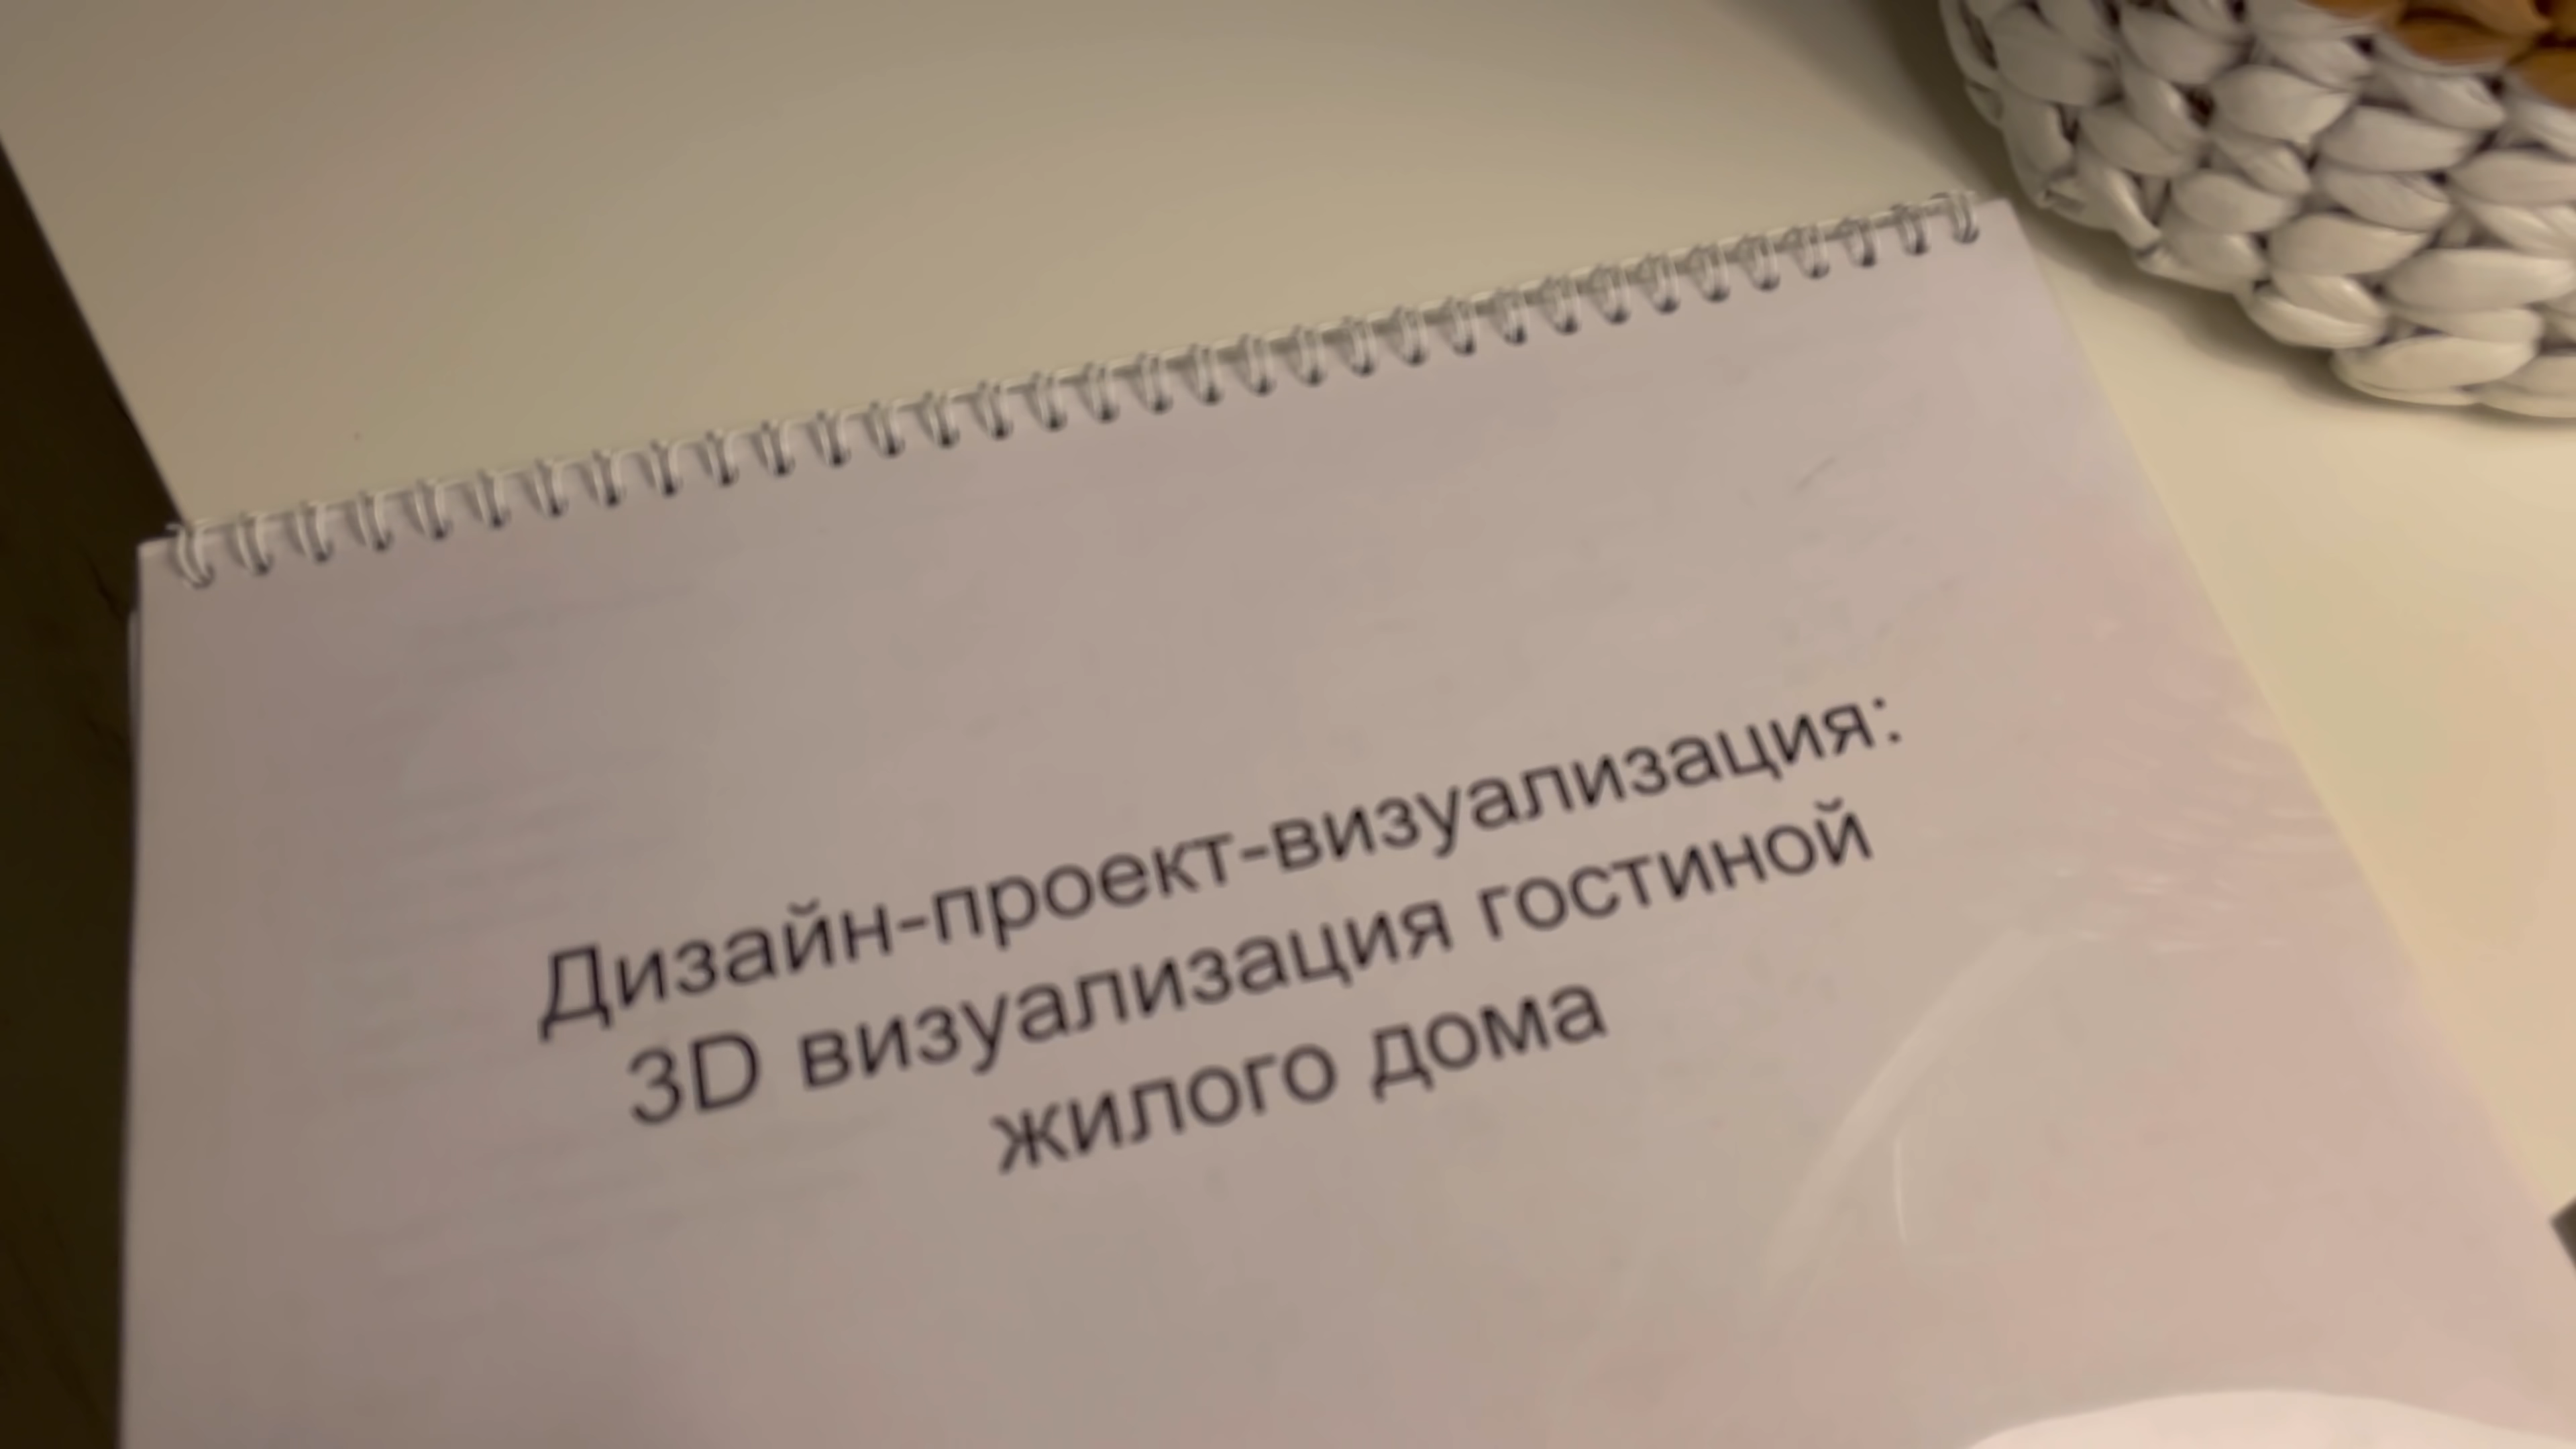 Дизайн-проект-визуализация:
3D визуализация гостиной
жилого дома